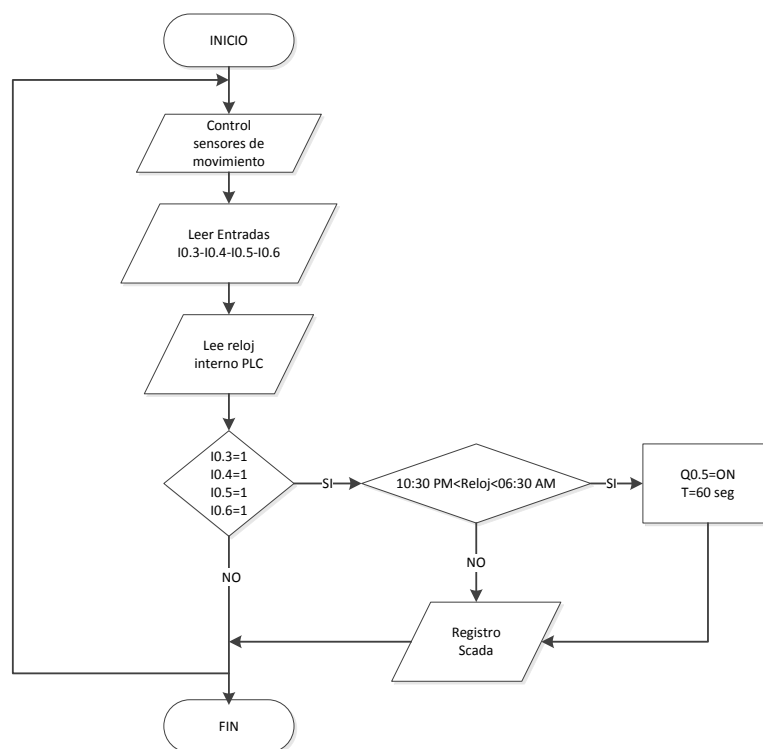 INICIO
Control
sensores de
movimiento
Leer Entradas
I0.3-I0.4-I0.5-I0.6
Lee reloj
interno PLC
I0.3=1
I0.4=1
I0.5=1
I0.6=1
SI
10:30 PM<Reloj<06:30 AM
SI
Q0.5=ON
T=60 seg
NO
NO
Registro
Scada
FIN